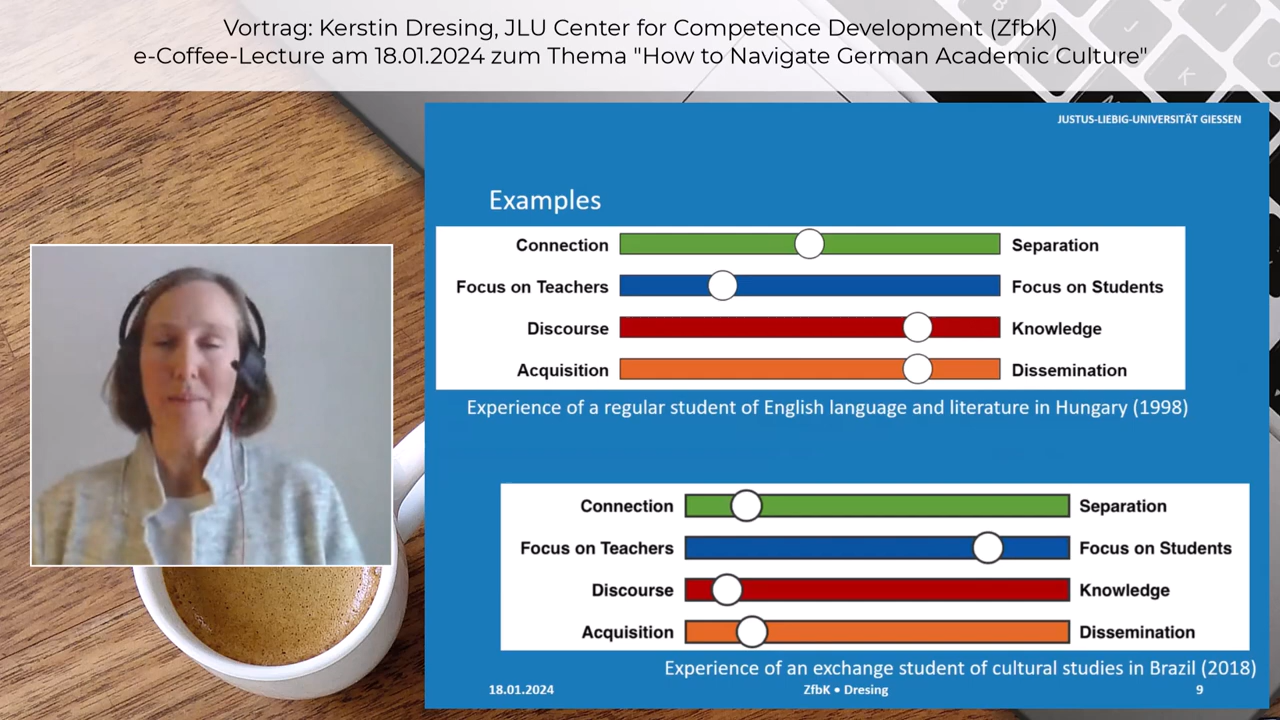 Vortrag: Kerstin Dresing, JLU Center for Competence Development (ZfbK)
e-Coffee-Lecture am 18.01.2024 zum Thema "How to Navigate German Academic Culture"
JUSTUS-LIEBIG-UNIVERSITÄT GIESSEN
Examples
Connection Separation
Focus on Teachers Focus on Students
Discourse Knowledge
Acquisition Dissemination
Experience of a regular student of English language and literature in Hungary (1998)
Connection Separation
Focus on Teachers Focus on Students
Discourse Knowledge
Acquisition Dissemination
Experience of an exchange student of cultural studies in Brazil (2018)
18.01.2024 ZfbK • Dresing 9